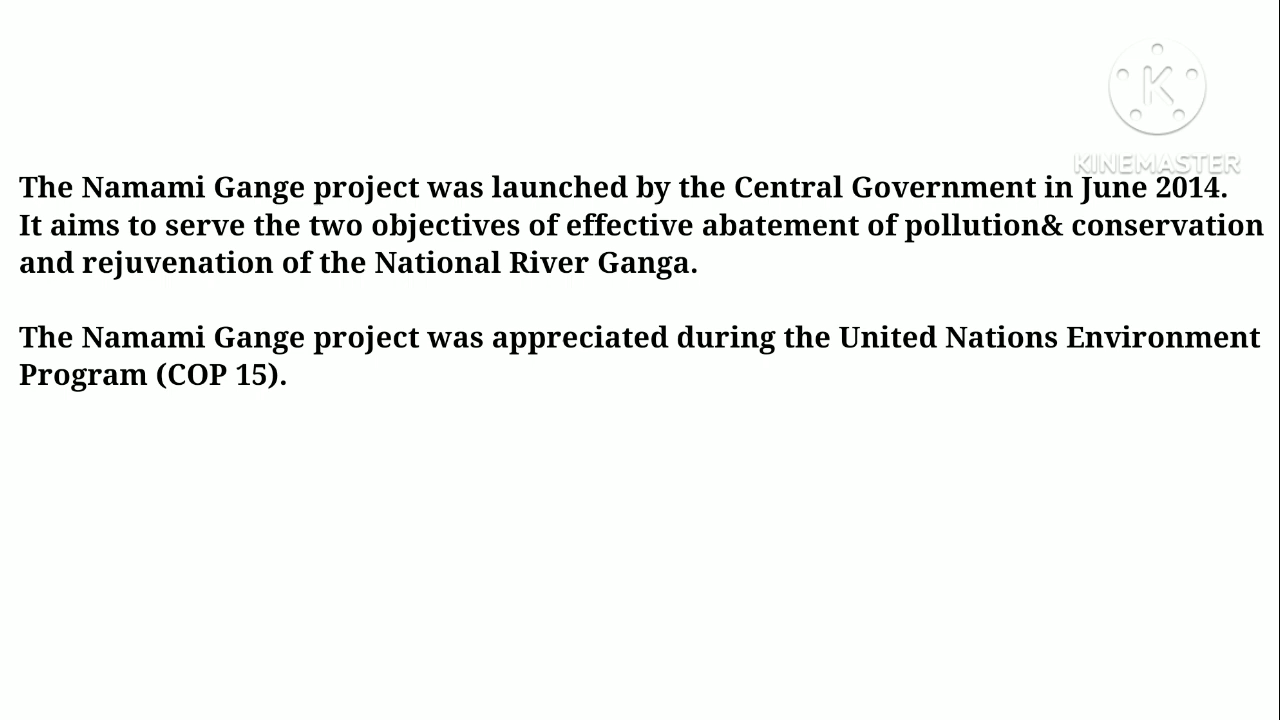 KINEMASTER
The Namami Gange project was launched by the Central Government in June 2014.
It aims to serve the two objectives of effective abatement of pollution& conservation
and rejuvenation of the National River Ganga.
The Namami Gange project was appreciated during the United Nations Environment
Program (COP 15).